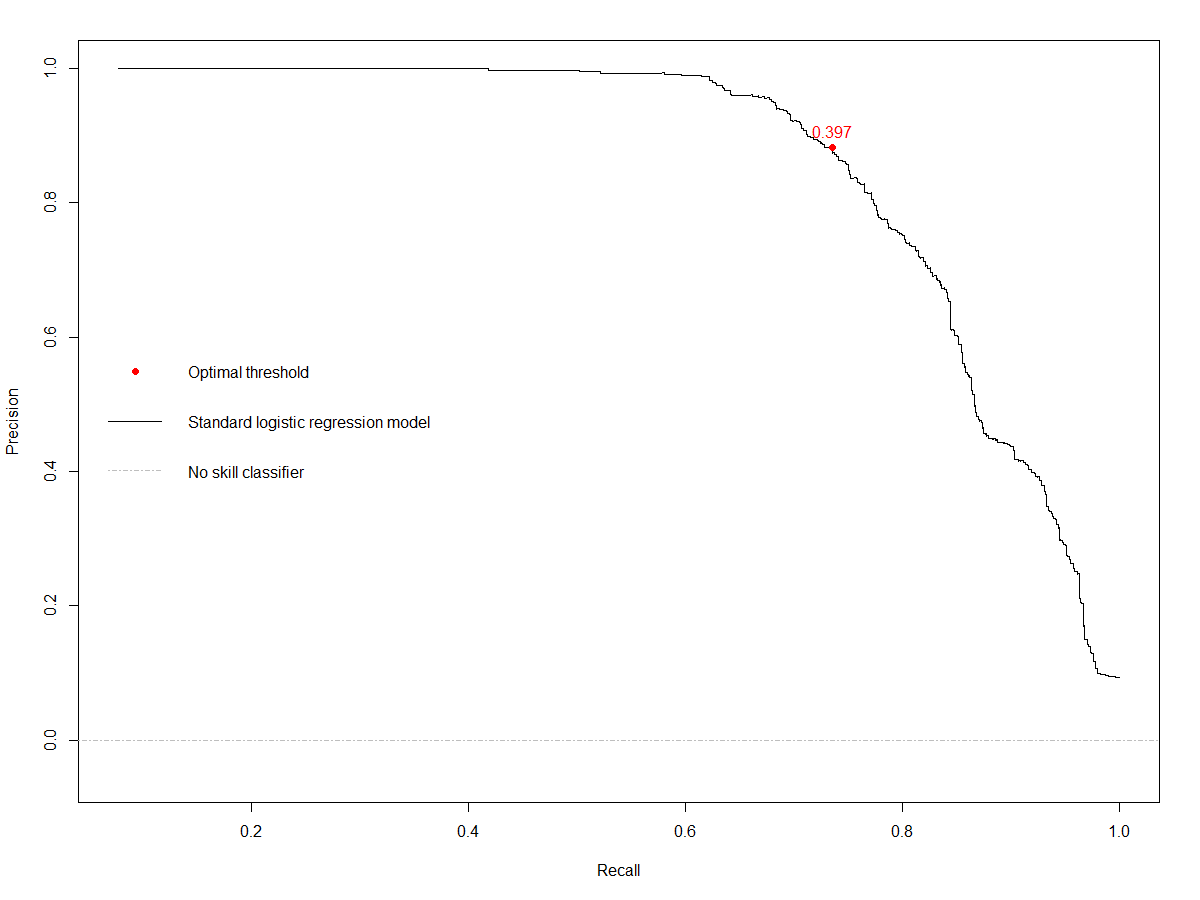 1.0
0.8
0.6
0.4
0.2
0.0
Precision
0.397
Optimal threshold
Standard logistic regression model
No skill classifier
0.2 0.4 0.6 0.8 1.0
Recall